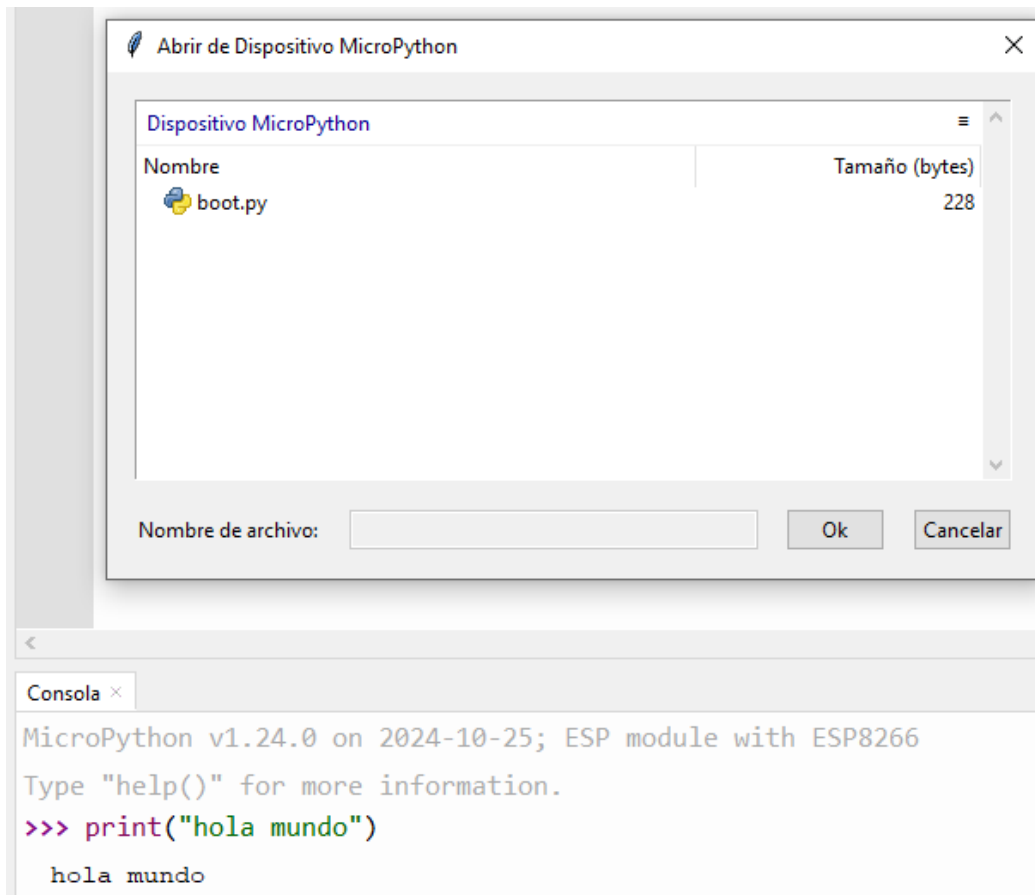 Abrir de Dispositivo MicroPython
Dispositivo MicroPython
Nombre Tamaño (bytes)
boot.py 228
Nombre de archivo: Ok Cancelar
Consola
MicroPython v1.24.0 on 2024-10-25; ESP module with ESP8266
Type "help()" for more information.
>>> print("hola mundo")
hola mundo